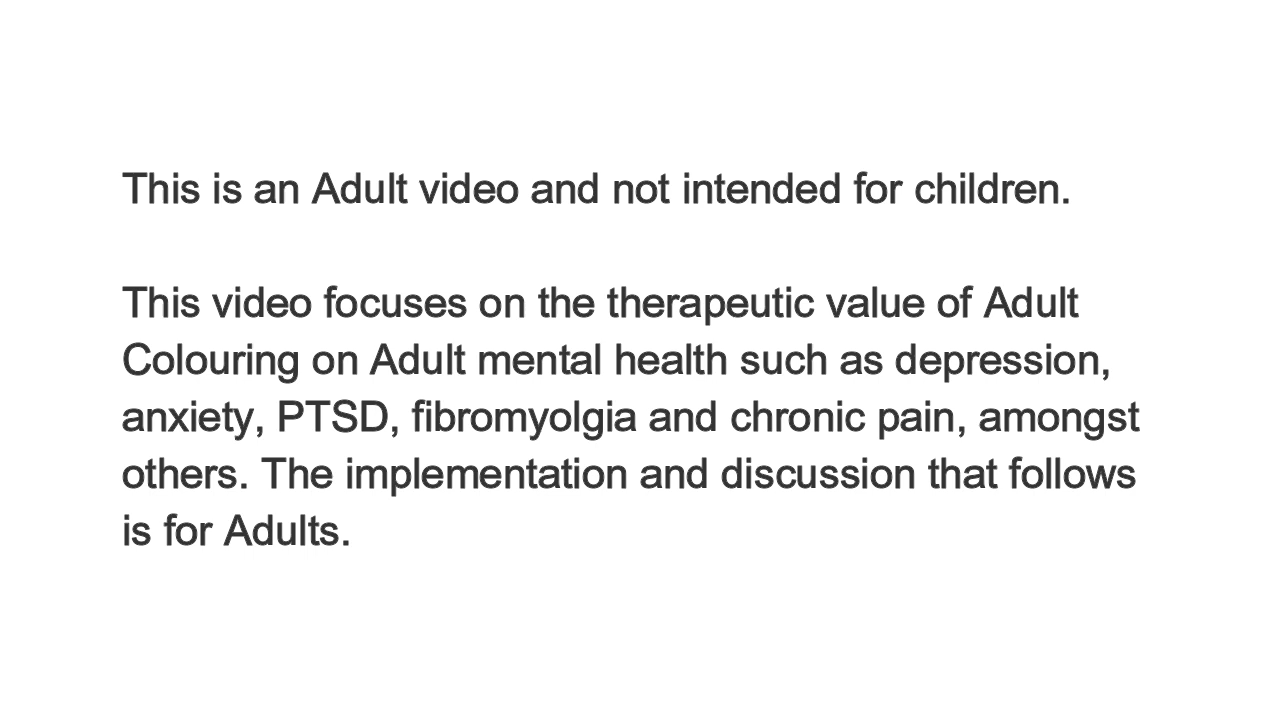 This is an Adult video and not intended for children.
This video focuses on the therapeutic value of Adult
Colouring on Adult mental health such as depression,
anxiety, PTSD, fibromyolgia and chronic pain, amongst
others. The implementation and discussion that follows
is for Adults.